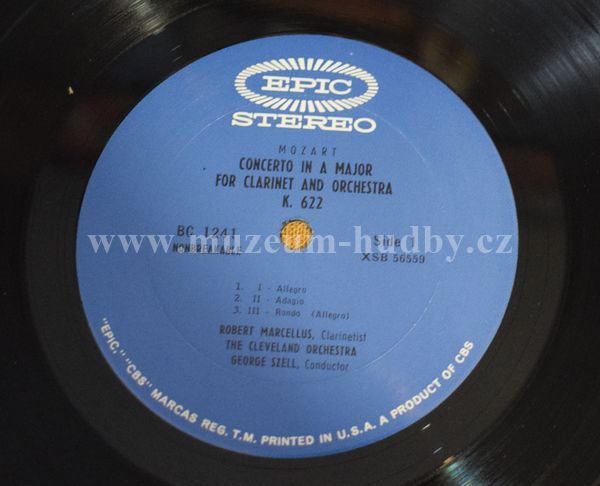 EPIC
STEREO
MOZART
CONCERTO IN A MAJOR
FOR CLARINET AND ORCHESTRA
K. 622
BC 1241 Side 1
NONBREAKABLE XSB 56559
www.muzeum-hudby.cz
1. I - Allegro
2. II - Adagio
3. III - Rondo (Allegro)
ROBERT MARCELLUS, Clarinetist
THE CLEVELAND ORCHESTRA
GEORGE SZELL, Conductor
"EPIC," "CBS" MARCAS REG. T.M. PRINTED IN U.S.A. A PRODUCT OF CBS